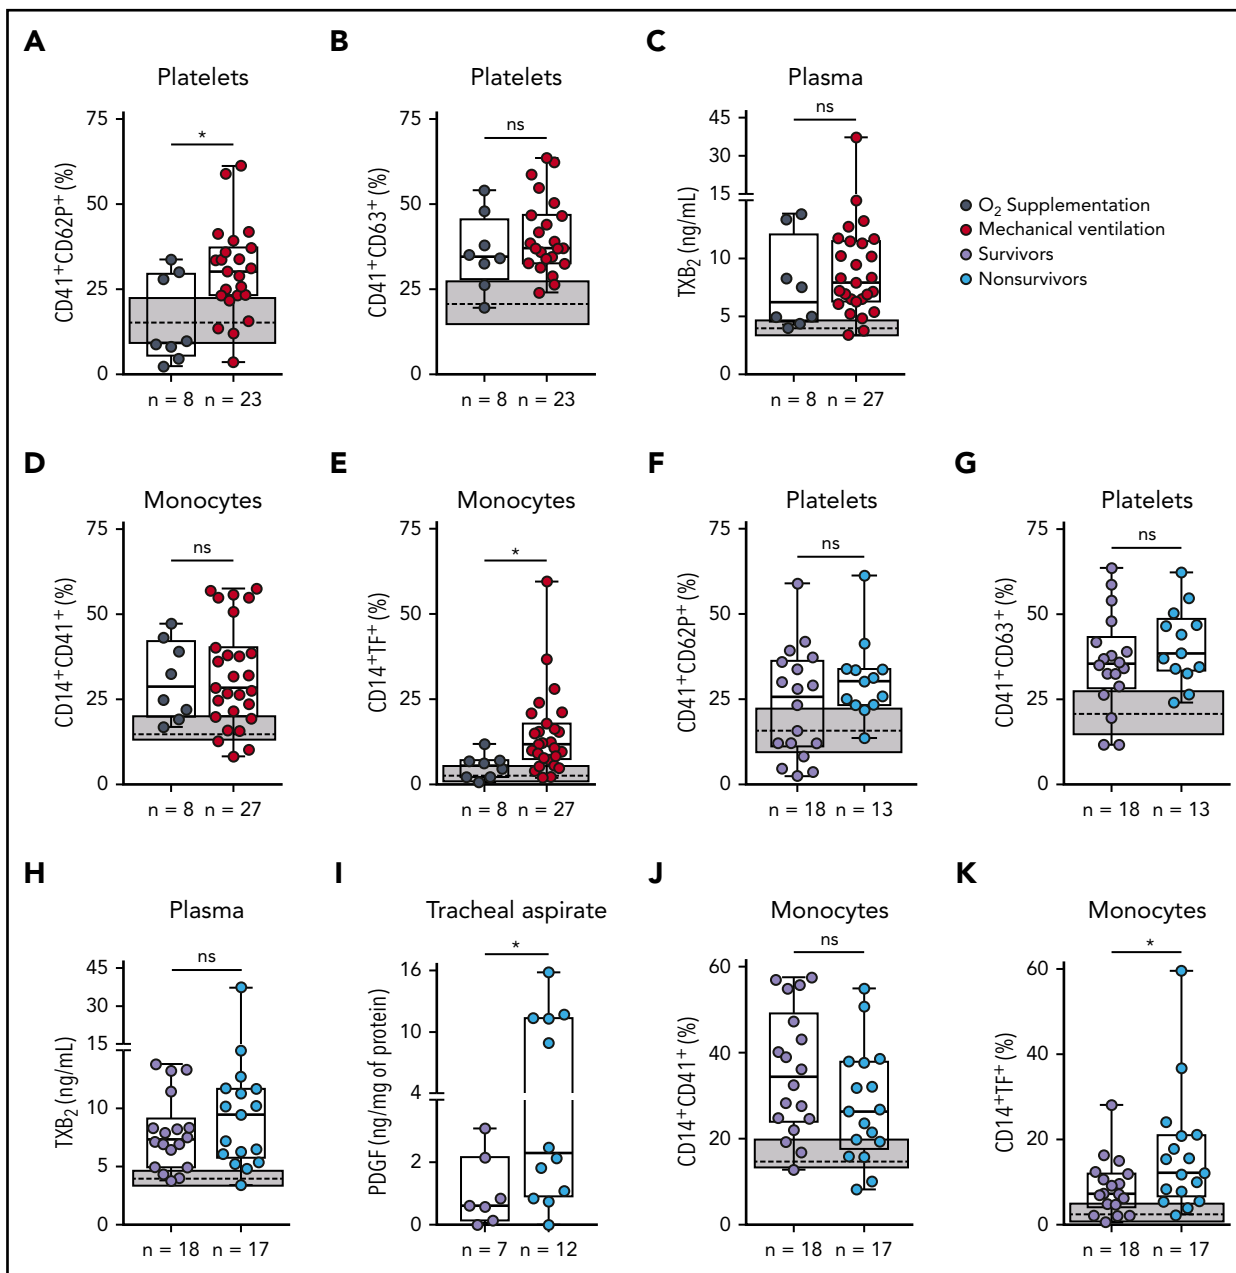 A
Platelets
CD41+CD62P+ (%)
75
50
25
0
*
n = 8 n = 23
B
Platelets
CD41+CD63+ (%)
75
50
25
0
ns
n = 8 n = 23
C
Plasma
TXB2 (ng/mL)
45
30
15
10
5
0
ns
n = 8 n = 27
O2 Supplementation
Mechanical ventilation
Survivors
Nonsurvivors
D
Monocytes
CD14+CD41+ (%)
75
50
25
0
ns
n = 8 n = 27
E
Monocytes
CD14+TF+ (%)
75
50
25
0
*
n = 8 n = 27
F
Platelets
CD41+CD62P+ (%)
75
50
25
0
ns
n = 18 n = 13
G
Platelets
CD41+CD63+ (%)
75
50
25
0
ns
n = 18 n = 13
H
Plasma
TXB2 (ng/mL)
45
30
15
10
5
0
ns
n = 18 n = 17
I
Tracheal aspirate
PDGF (ng/mg of protein)
16
10
4
2
0
*
n = 7 n = 12
J
Monocytes
CD14+CD41+ (%)
60
40
20
0
ns
n = 18 n = 17
K
Monocytes
CD14+TF+ (%)
60
40
20
0
*
n = 18 n = 17